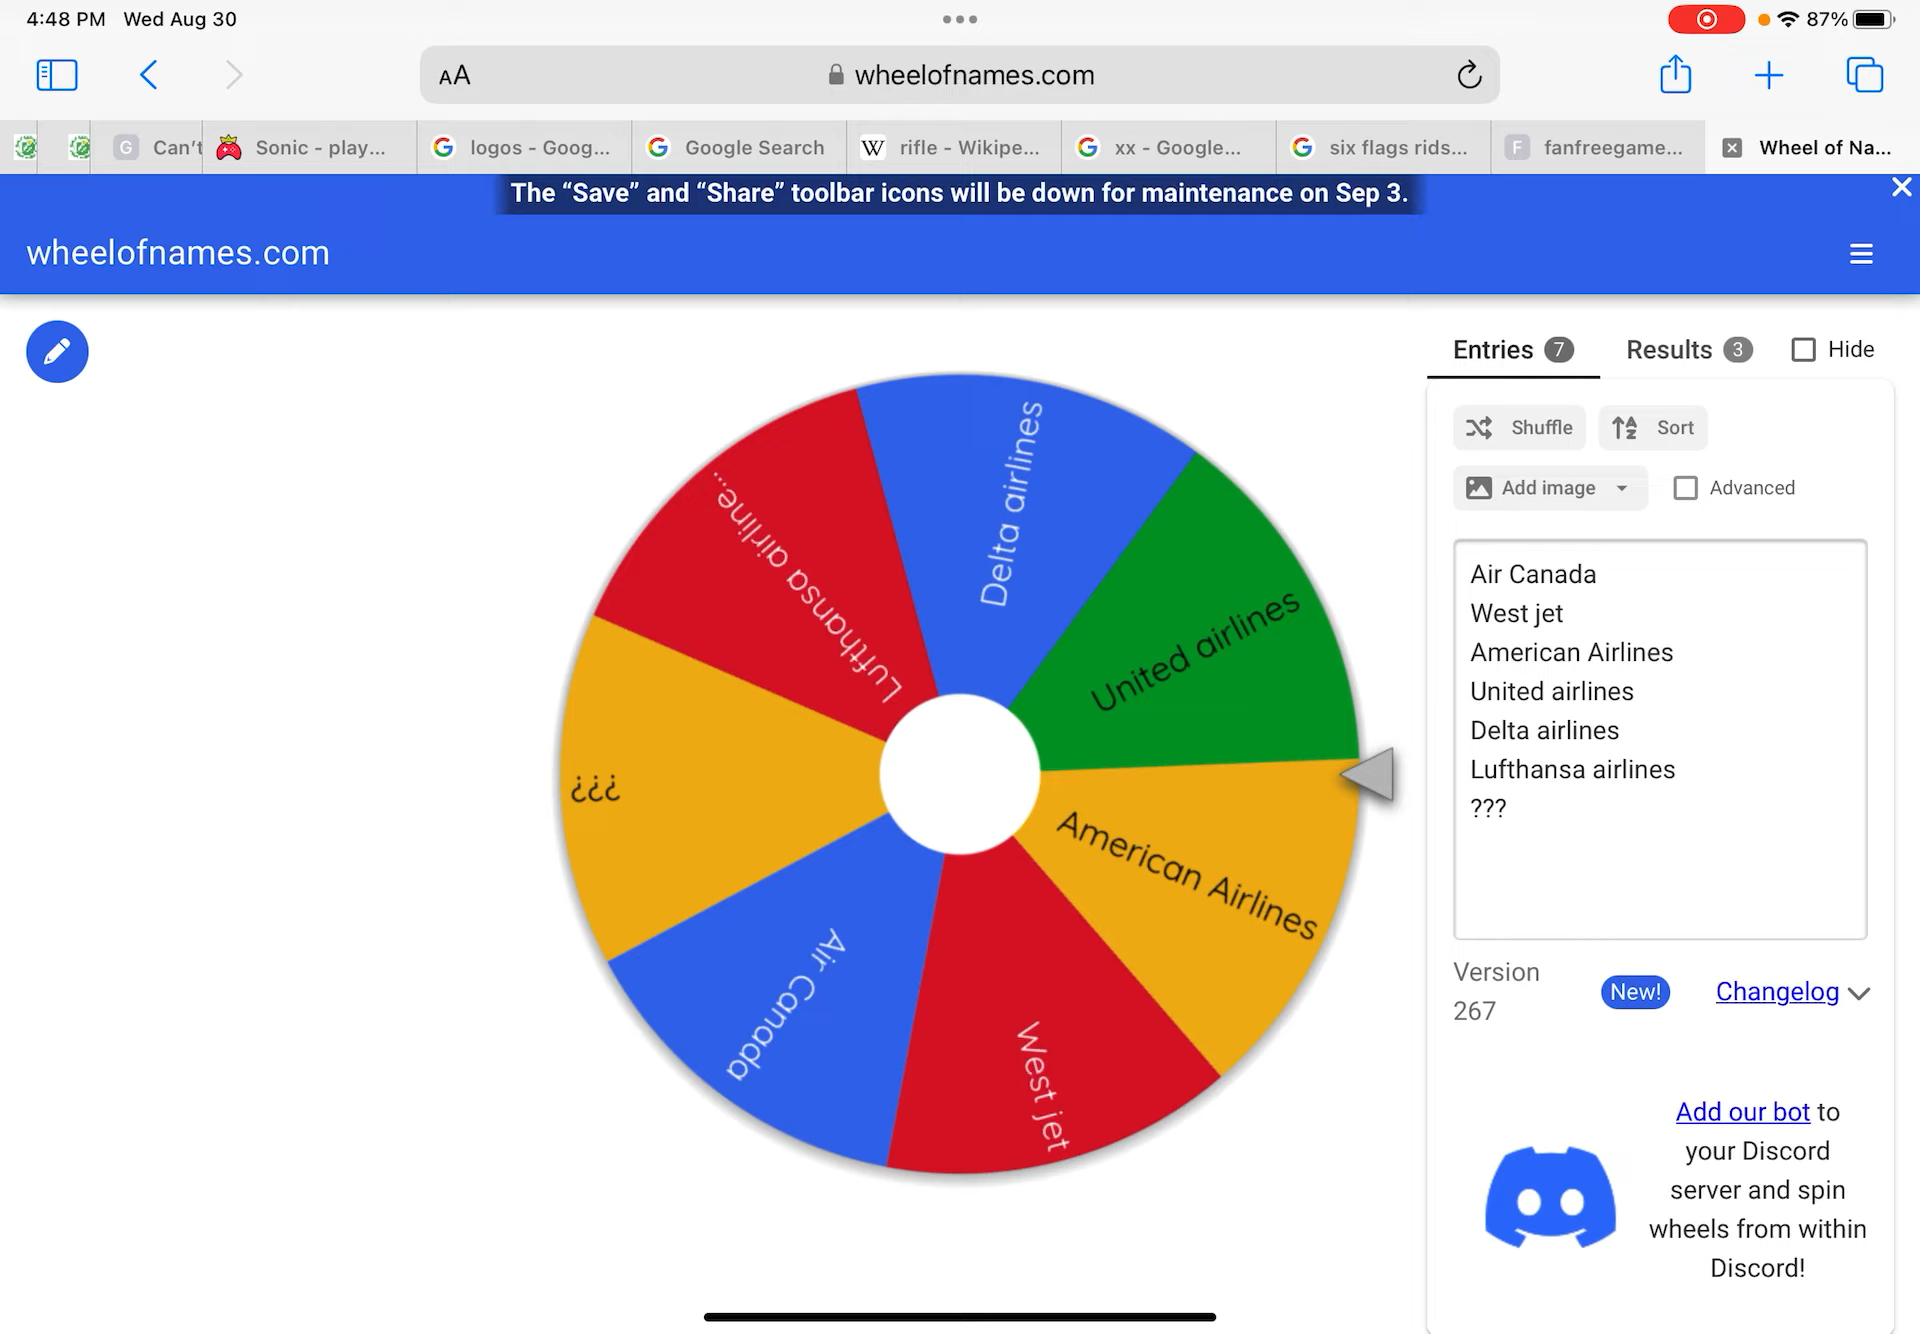 4:48 PM Wed Aug 30
87%
AA
wheelofnames.com
Can't
Sonic - play...
logos - Goog...
Google Search
W rifle - Wikipe...
xx - Google...
six flags rids...
F fanfreegame...
Wheel of Na...
The “Save” and “Share” toolbar icons will be down for maintenance on Sep 3.
wheelofnames.com
Entries 7
Results 3
Hide
Shuffle
Sort
Add image
Advanced
Delta airlines
United airlines
American Airlines
West jet
Air Canada
???
Lufthansa airline...
Air Canada
West jet
American Airlines
United airlines
Delta airlines
Lufthansa airlines
???
Version
267
New!
Changelog
Add our bot to
your Discord
server and spin
wheels from within
Discord!